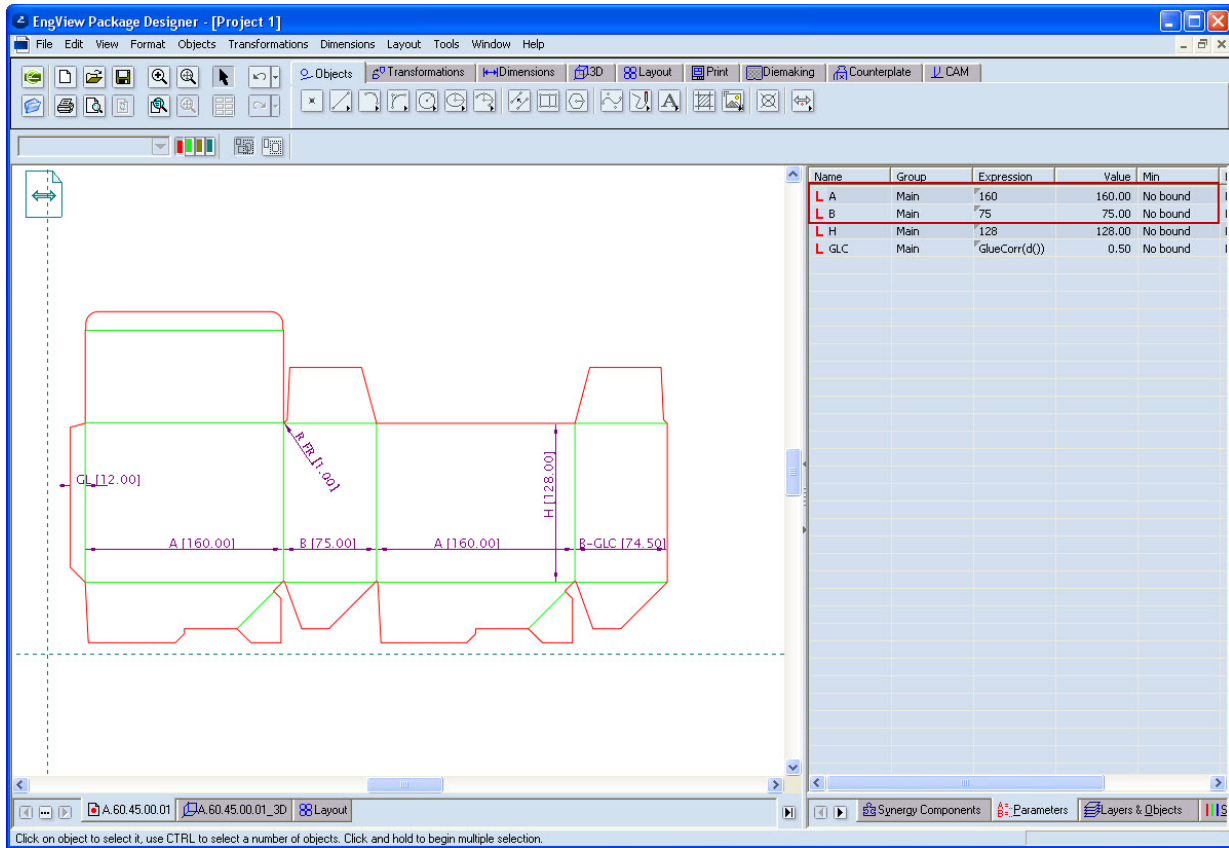 EngView Package Designer - [Project 1]
File Edit View Format Objects Transformations Dimensions Layout Tools Window Help
Objects Transformations Dimensions 3D Layout Print Diemaking Counterplate CAM
Name Group Expression Value Min
L A Main 160 160.00 No bound
L B Main 75 75.00 No bound
L H Main 128 128.00 No bound
L GLC Main GlueCorr(d()) 0.50 No bound
R FR [1.00]
GL [12.00]
H [128.00]
A [160.00] B [75.00] A [160.00] B-GLC [74.50]
A.60.45.00.01 A.60.45.00.01_3D Layout
Synergy Components Parameters Layers & Objects S
Click on object to select it, use CTRL to select a number of objects. Click and hold to begin multiple selection.